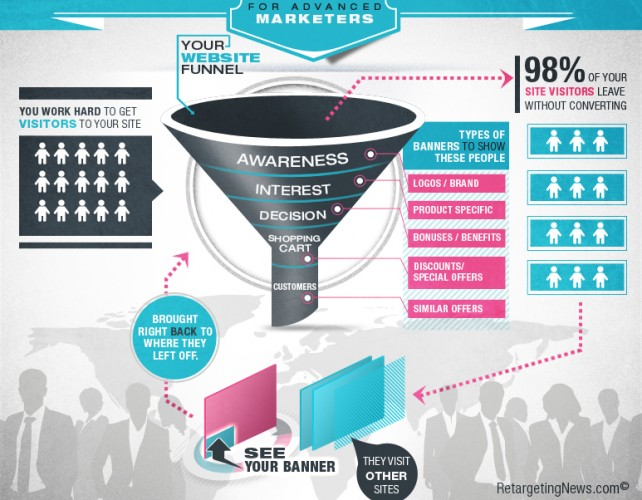 FOR ADVANCED
MARKETERS
YOUR
WEBSITE
FUNNEL
98% OF YOUR
SITE VISITORS LEAVE
WITHOUT CONVERTING
YOU WORK HARD TO GET
VISITORS TO YOUR SITE
TYPES OF
BANNERS TO SHOW
THESE PEOPLE
AWARENESS
INTEREST
DECISION
SHOPPING
CART
CUSTOMERS
LOGOS / BRAND
PRODUCT SPECIFIC
BONUSES / BENEFITS
DISCOUNTS/
SPECIAL OFFERS
SIMILAR OFFERS
BROUGHT
RIGHT BACK TO
WHERE THEY
LEFT OFF.
SEE
YOUR BANNER
THEY VISIT
OTHER
SITES
RetargetingNews.com©